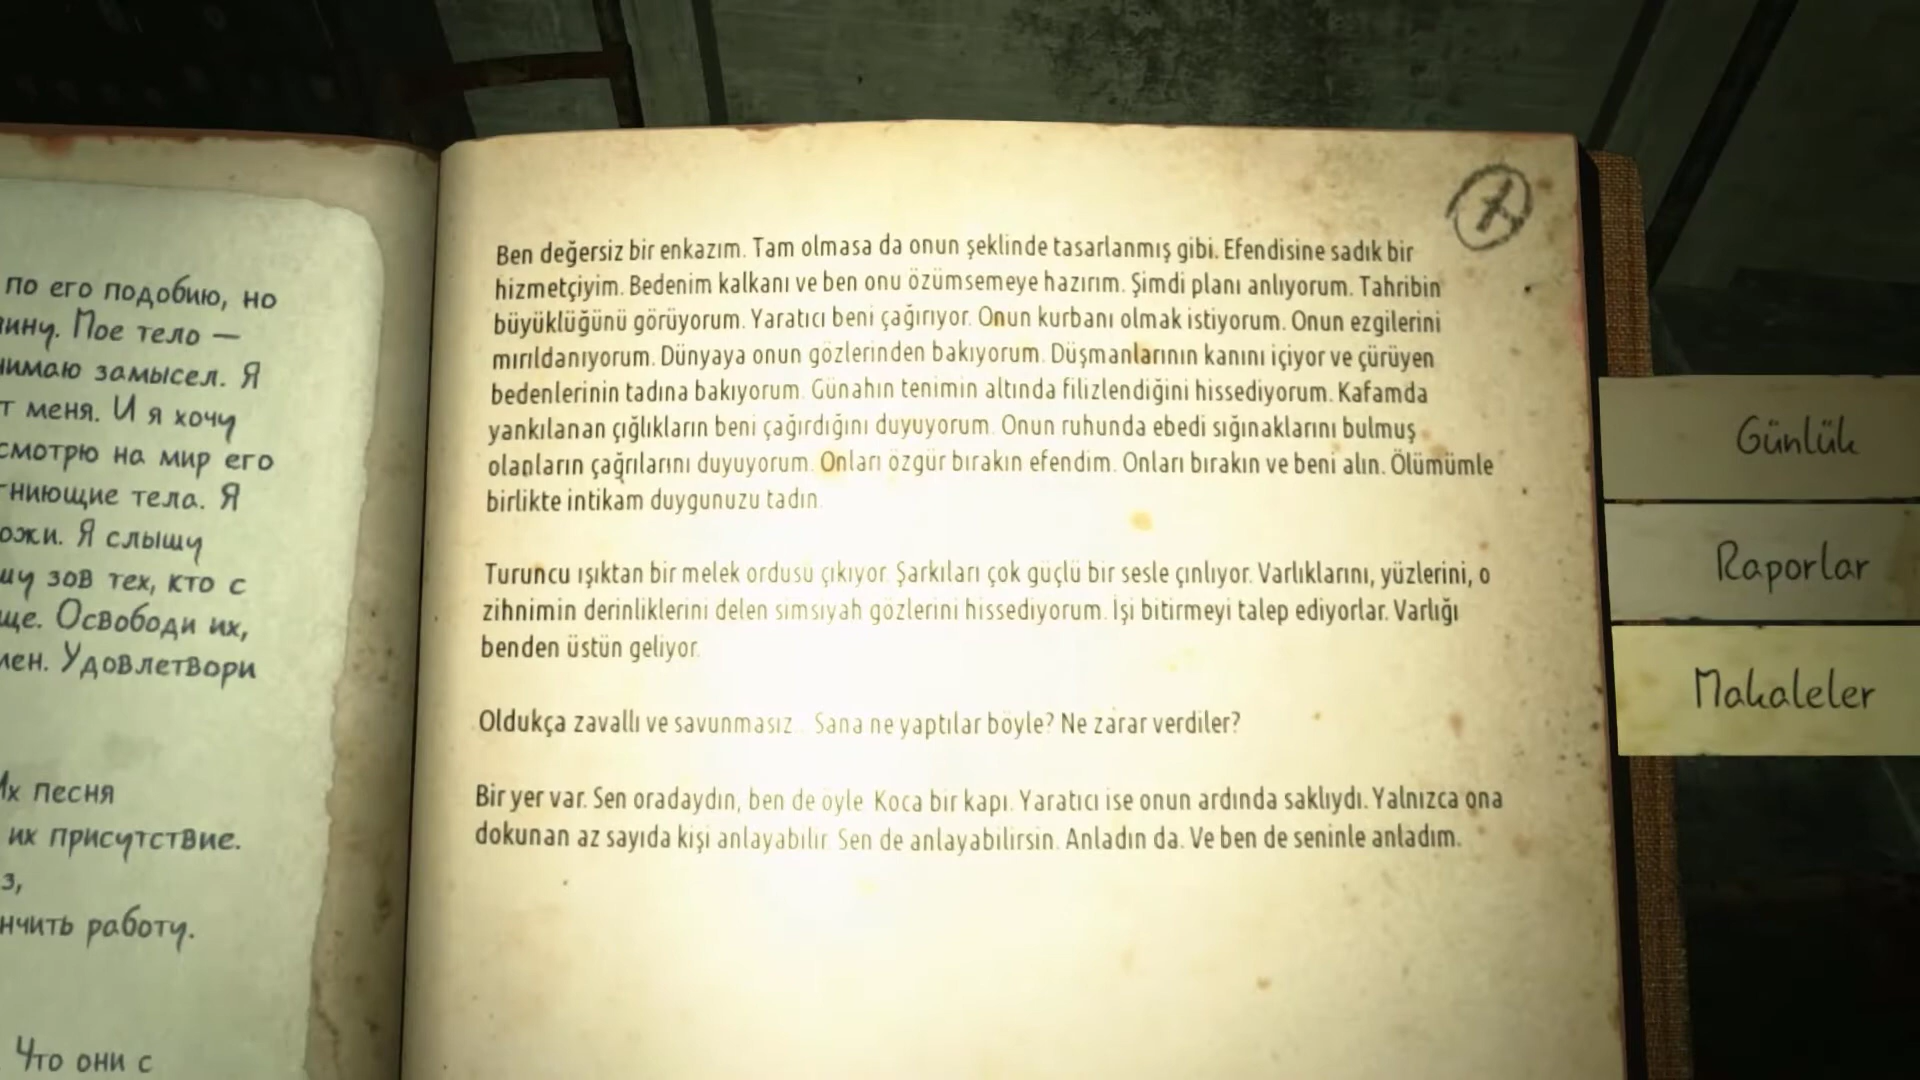 по его подобию, но
Пое тело —
замысел. Я
меня. И я хочу
смотрю на мир его
гниющие тела. Я
Я слышу
зов тех, кто с
Освободи их,
Удовлетвори
Их песня
их присутствие.
работу.
Что они с
Ben değersiz bir enkazım. Tam olmasa da onun şeklinde tasarlanmış gibi. Efendisine sadık bir
hizmetçiyim. Bedenim kalkanı ve ben onu özümsemeye hazırım. Şimdi planı anlıyorum. Tahribin
büyüklüğünü görüyorum. Yaratıcı beni çağırıyor. Onun kurbanı olmak istiyorum. Onun ezgilerini
mırıldanıyorum. Dünyaya onun gözlerinden bakıyorum. Düşmanlarının kanını içiyor ve çürüyen
bedenlerinin tadına bakıyorum. Günahın tenimin altında filizlendiğini hissediyorum. Kafamda
yankılanan çığlıkların beni çağırdığını duyuyorum. Onun ruhunda ebedi sığınaklarını bulmuş
olanların çağrılarını duyuyorum. Onları özgür bırakın efendim. Onları bırakın ve beni alın. Ölümümle
birlikte intikam duygunuzu tadın.
Turuncu ışıktan bir melek ordusu çıkıyor. Şarkıları çok güçlü bir sesle çınlıyor. Varlıklarını, yüzlerini, o
zihnimin derinliklerini delen simsiyah gözlerini hissediyorum. İşi bitirmeyi talep ediyorlar. Varlığı
benden üstün geliyor.
Oldukça zavallı ve savunmasız... Sana ne yaptılar böyle? Ne zarar verdiler?
Bir yer var. Sen oradaydın, ben de öyle. Koca bir kapı. Yaratıcı ise onun ardında saklıydı. Yalnızca ona
dokunan az sayıda kişi anlayabilir. Sen de anlayabilirsin. Anladın da. Ve ben de seninle anladım.
Günlük
Raporlar
Makaleler